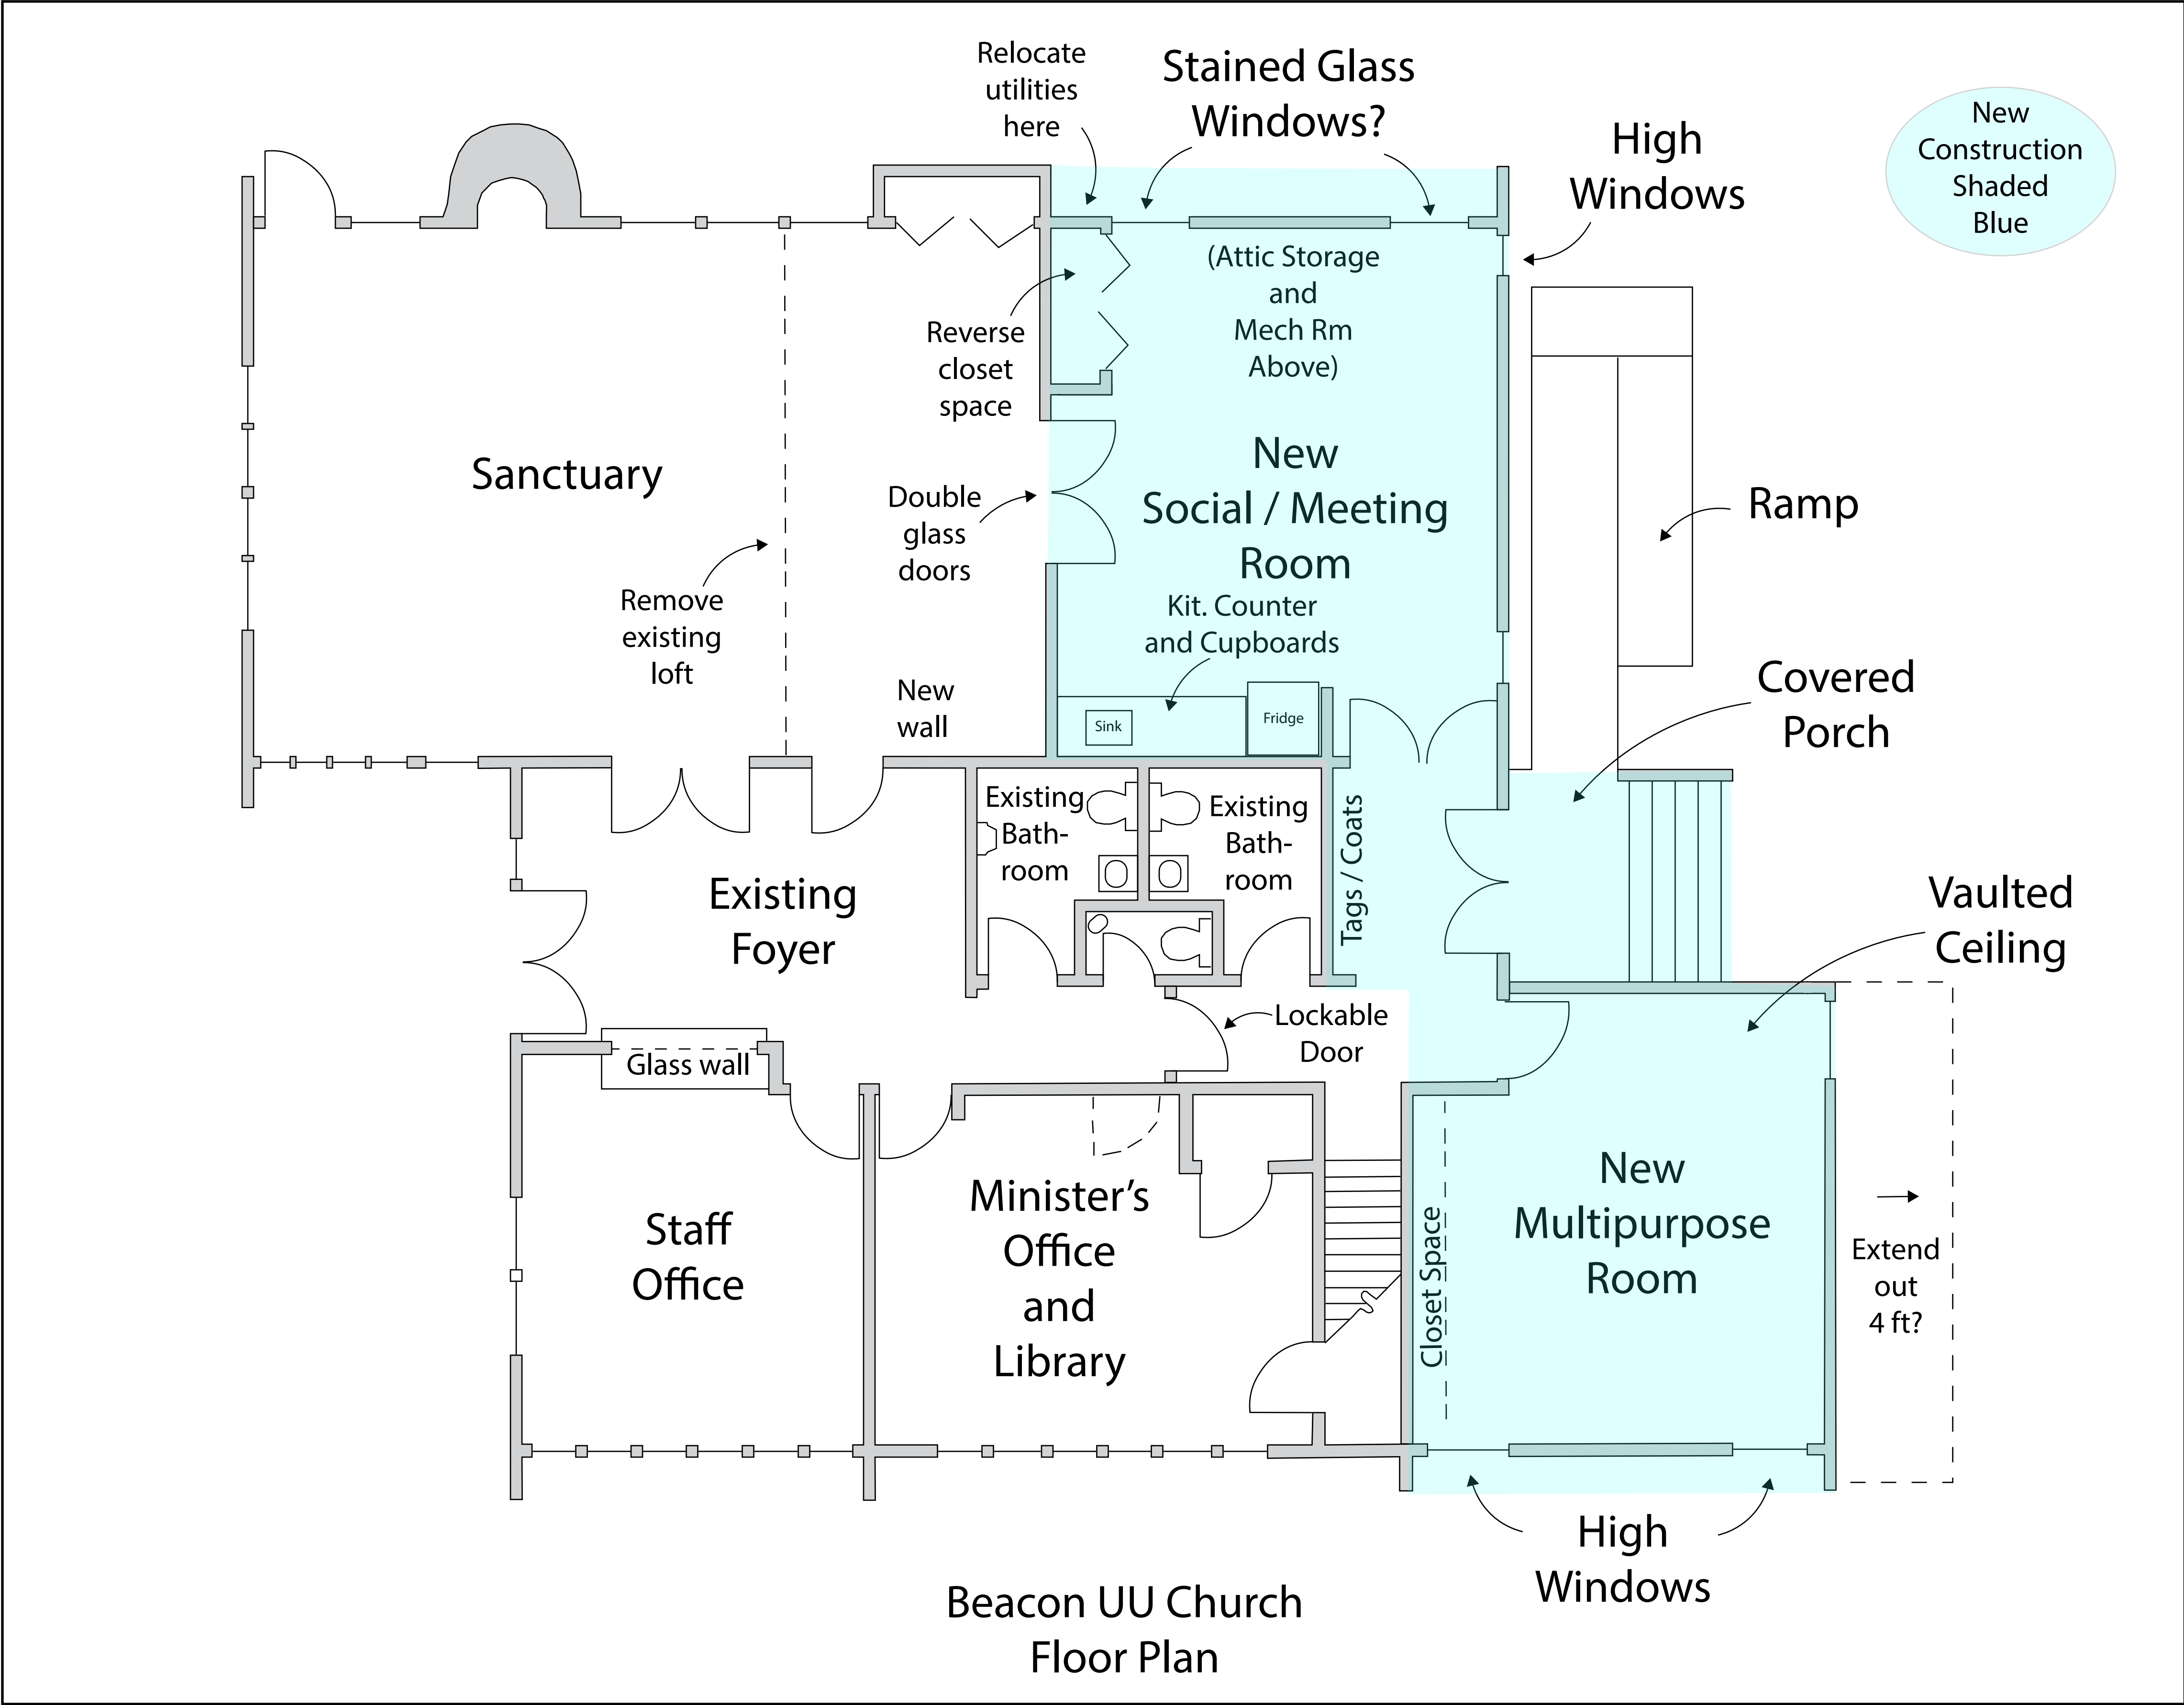 Relocate
utilities
here
Stained Glass
Windows?
High
Windows
New
Construction
Shaded
Blue
(Attic Storage
and
Mech Rm
Above)
Reverse
closet
space
Sanctuary
Double
glass
doors
New
Social / Meeting
Room
Ramp
Remove
existing
loft
Kit. Counter
and Cupboards
New
wall
Sink
Fridge
Covered
Porch
Existing
Bath-
room
Existing
Bath-
room
Tags / Coats
Existing
Foyer
Vaulted
Ceiling
Lockable
Door
Glass wall
Staff
Office
Minister’s
Office
and
Library
Closet Space
New
Multipurpose
Room
Extend
out
4 ft?
High
Windows
Beacon UU Church
Floor Plan